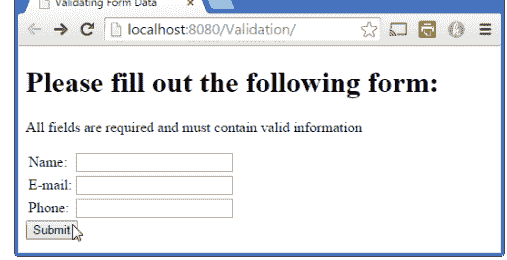 Validating Form Data
localhost:8080/Validation/
Please fill out the following form:
All fields are required and must contain valid information
Name:
E-mail:
Phone:
Submit